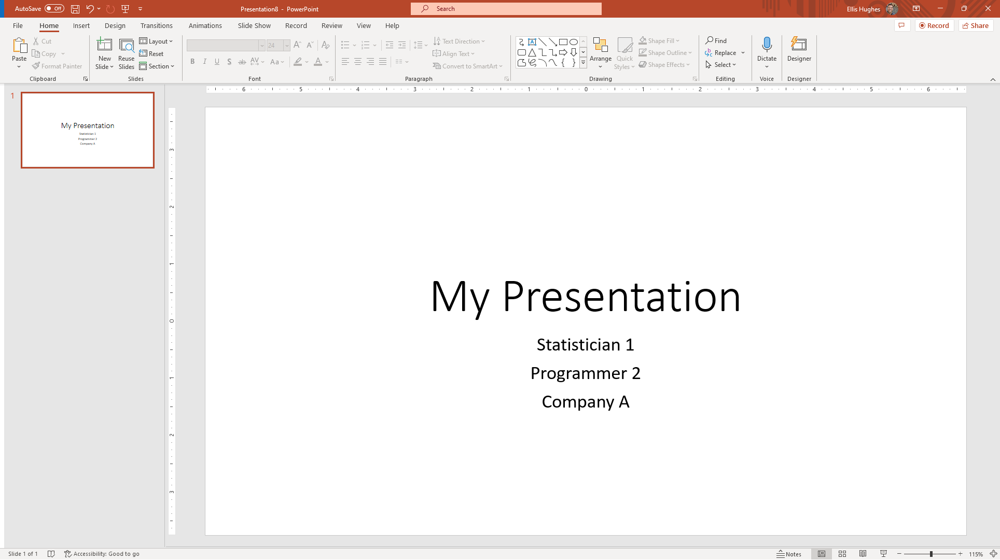 AutoSave Off
Presentation8 - PowerPoint
Search
Ellis Hughes
File Home Insert Design Transitions Animations Slide Show Record Review View Help
Record Share
Paste
Cut
Copy
Format Painter
Clipboard
New Slide
Reuse Slides
Layout
Reset
Section
Slides
24
B I U S ab AV Aa A
Font
Text Direction
Align Text
Convert to SmartArt
Paragraph
Arrange
Quick Styles
Shape Fill
Shape Outline
Shape Effects
Drawing
Find
Replace
Select
Editing
Dictate
Voice
Designer
Designer
6 5 4 3 2 1 0 1 2 3 4 5 6
1
My Presentation
Statistician 1
Programmer 2
Company A
3
2
1
0
1
2
3
My Presentation
Statistician 1
Programmer 2
Company A
Slide 1 of 1
Accessibility: Good to go
Notes
115%